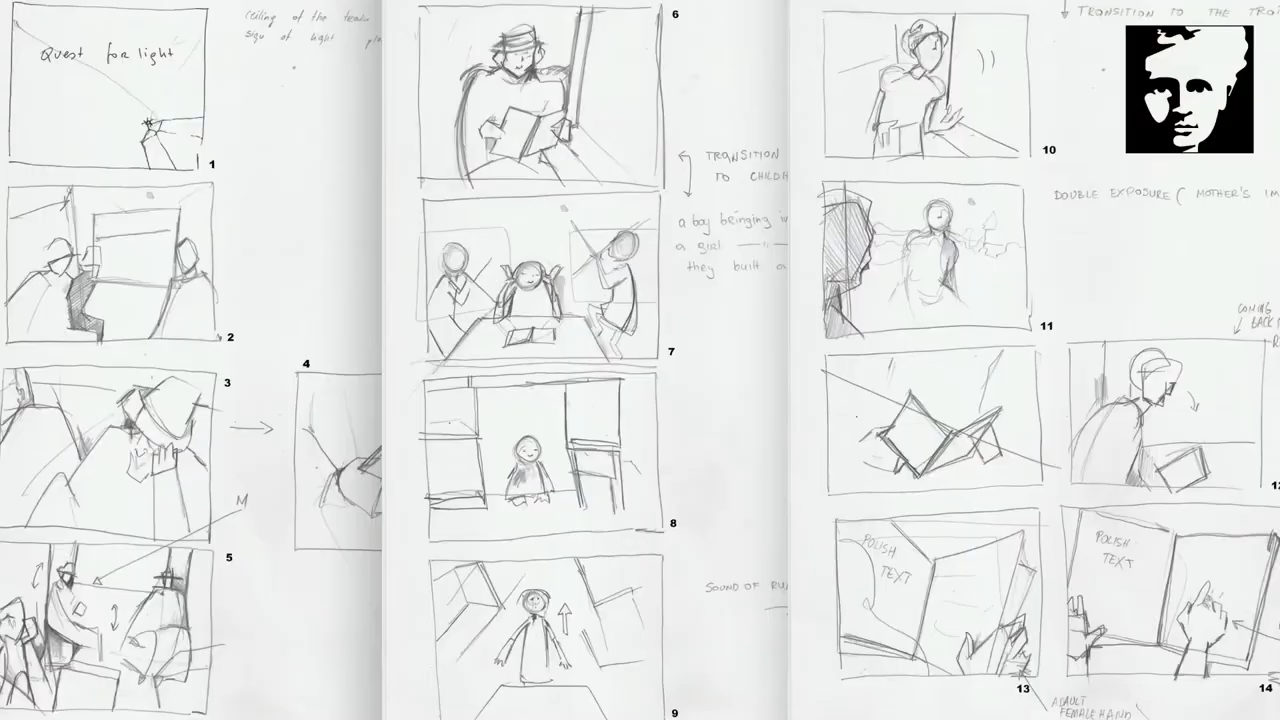 Quest for light
ceiling of the
sign of light
1
2
3
4
M
5
6
TRANSITION
TO
a boy bringing
a girl
they built a
7
8
SOUND OF
9
TRANSITION TO THE
10
DOUBLE EXPOSURE ( MOTHER'S
11
COMING
BACK
POLISH
TEXT
13
ADULT
FEMALE HAND
POLISH
TEXT
14